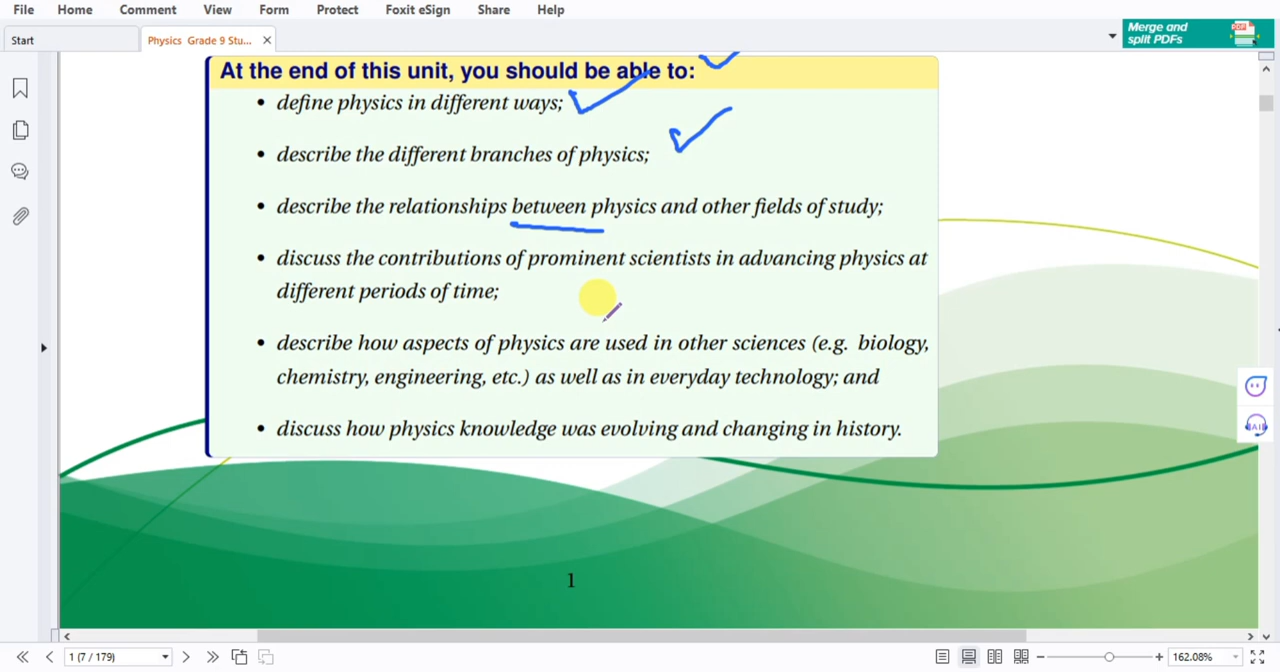 File Home Comment View Form Protect Foxit eSign Share Help
Start
Physics Grade 9 Stu...
Merge and
split PDFs
PDF
At the end of this unit, you should be able to:
• define physics in different ways;
• describe the different branches of physics;
• describe the relationships between physics and other fields of study;
• discuss the contributions of prominent scientists in advancing physics at
different periods of time;
• describe how aspects of physics are used in other sciences (e.g. biology,
chemistry, engineering, etc.) as well as in everyday technology; and
• discuss how physics knowledge was evolving and changing in history.
AI
1
1 (7 / 179)
162.08%